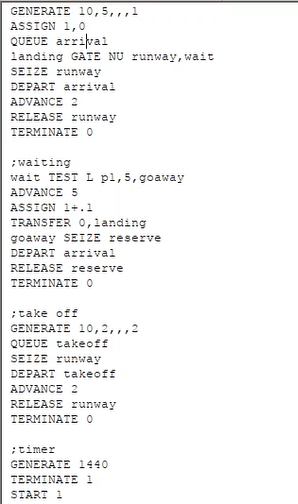 GENERATE 10,5,,,1
ASSIGN 1,0
QUEUE arrival
landing GATE NU runway,wait
SEIZE runway
DEPART arrival
ADVANCE 2
RELEASE runway
TERMINATE 0

;waiting
wait TEST L p1,5,goaway
ADVANCE 5
ASSIGN 1+.1
TRANSFER 0,landing
goaway SEIZE reserve
DEPART arrival
RELEASE reserve
TERMINATE 0

;take off
GENERATE 10,2,,,2
QUEUE takeoff
SEIZE runway
DEPART takeoff
ADVANCE 2
RELEASE runway
TERMINATE 0

;timer
GENERATE 1440
TERMINATE 1
START 1